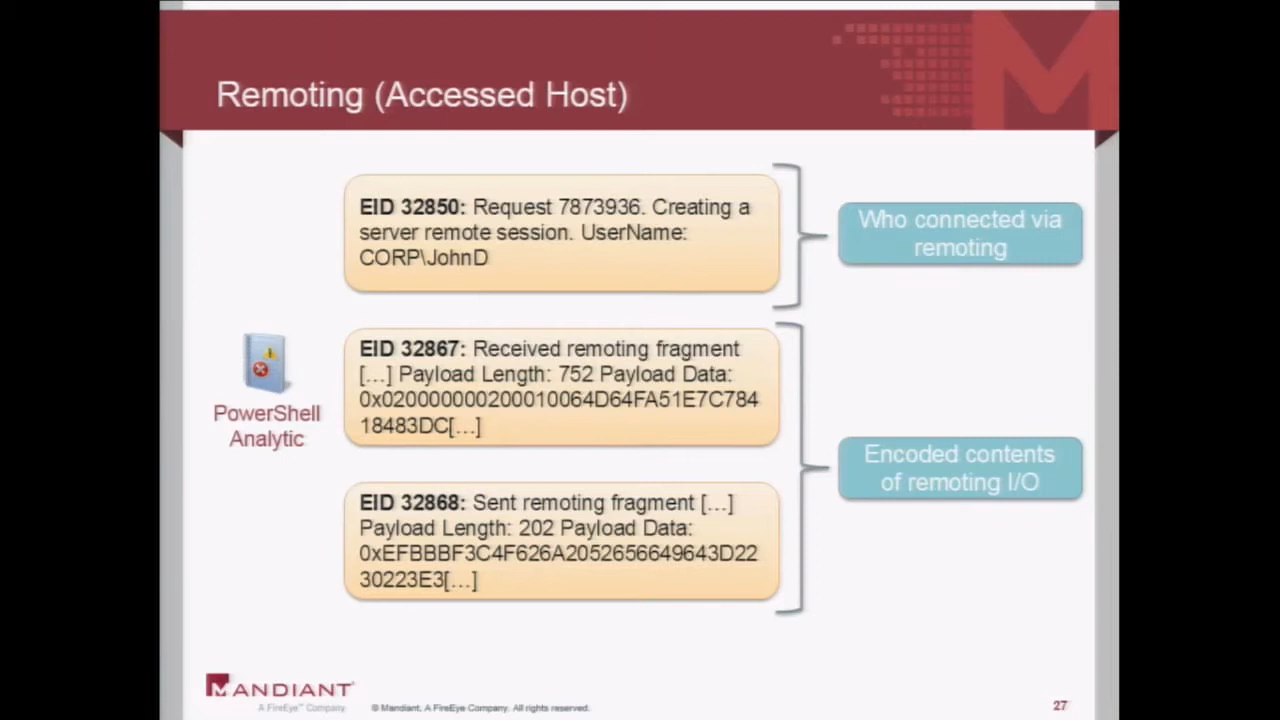 Remoting (Accessed Host)
EID 32850: Request 7873936. Creating a
server remote session. UserName:
CORP\JohnD
Who connected via
remoting
PowerShell
Analytic
EID 32867: Received remoting fragment
[…] Payload Length: 752 Payload Data:
0x020000000200010064D64FA51E7C784
18483DC[…]
EID 32868: Sent remoting fragment […]
Payload Length: 202 Payload Data:
0xEFBBBF3C4F626A2052656649643D22
30223E3[…]
Encoded contents
of remoting I/O
MANDIANT®
A FireEye™ Company
© Mandiant, A FireEye Company. All rights reserved.
27